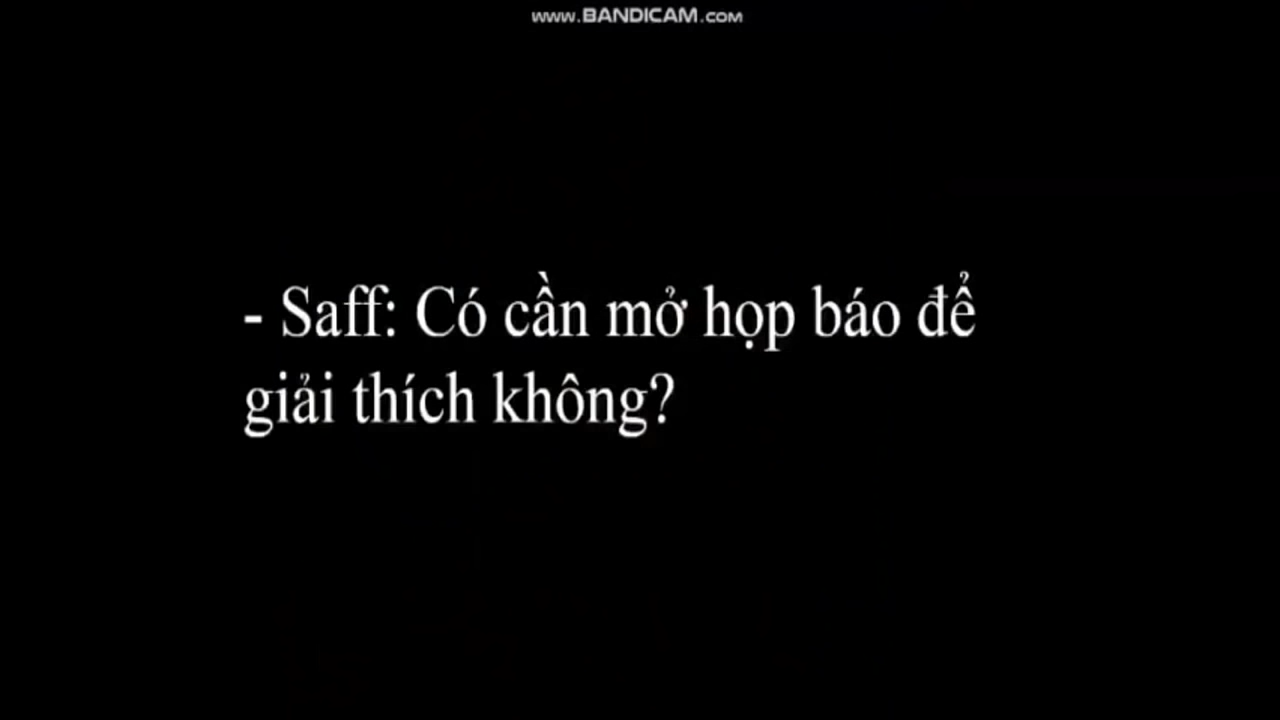 www.BANDICAM.com
- Saff: Có cần mở họp báo để
giải thích không?